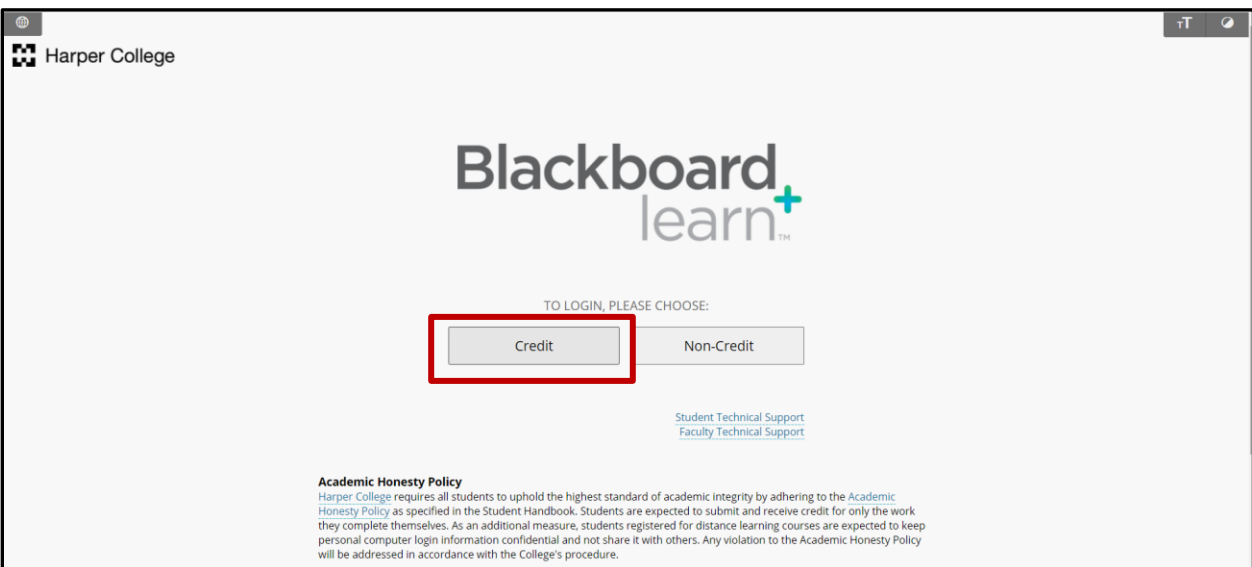 TT
Harper College
Blackboard
learn™
TO LOGIN, PLEASE CHOOSE:
Credit
Non-Credit
Student Technical Support
Faculty Technical Support
Academic Honesty Policy
Harper College requires all students to uphold the highest standard of academic integrity by adhering to the Academic
Honesty Policy as specified in the Student Handbook. Students are expected to submit and receive credit for only the work
they complete themselves. As an additional measure, students registered for distance learning courses are expected to keep
personal computer login information confidential and not share it with others. Any violation to the Academic Honesty Policy
will be addressed in accordance with the College's procedure.